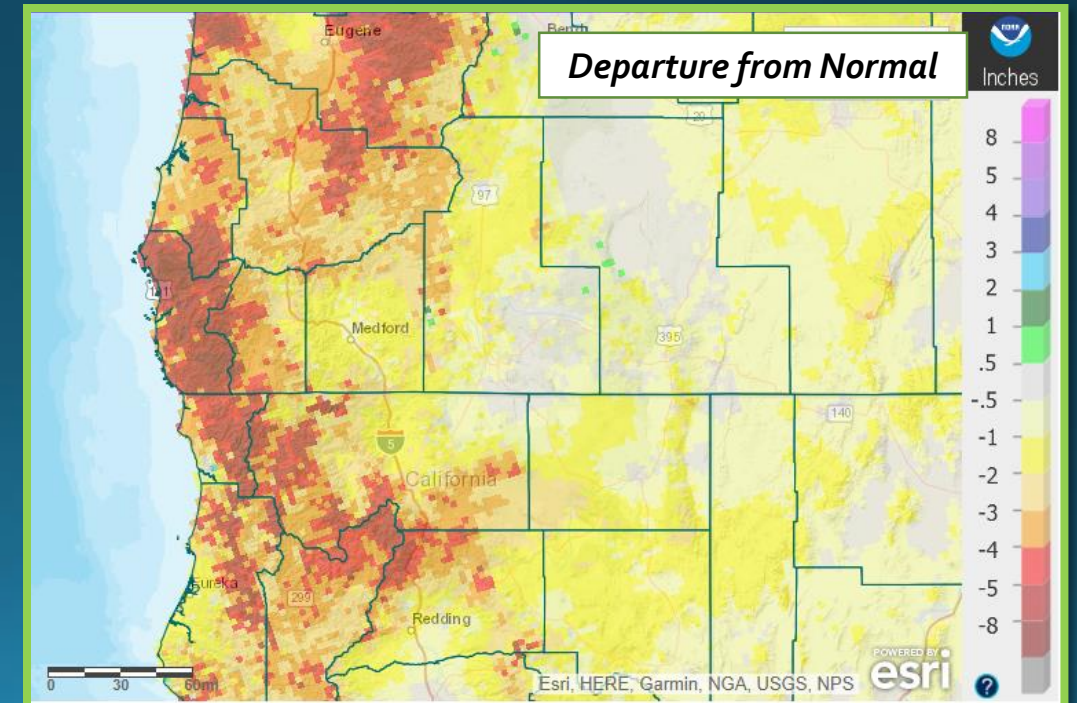 Eugene
Departure from Normal
NOAA
Inches
20
97
101
Medford
395
140
5
California
Eureka
299
Redding
8
5
4
3
2
1
.5
-.5
-1
-2
-3
-4
-5
-8
0 30 60mi
Esri, HERE, Garmin, NGA, USGS, NPS
POWERED BY
esri
?